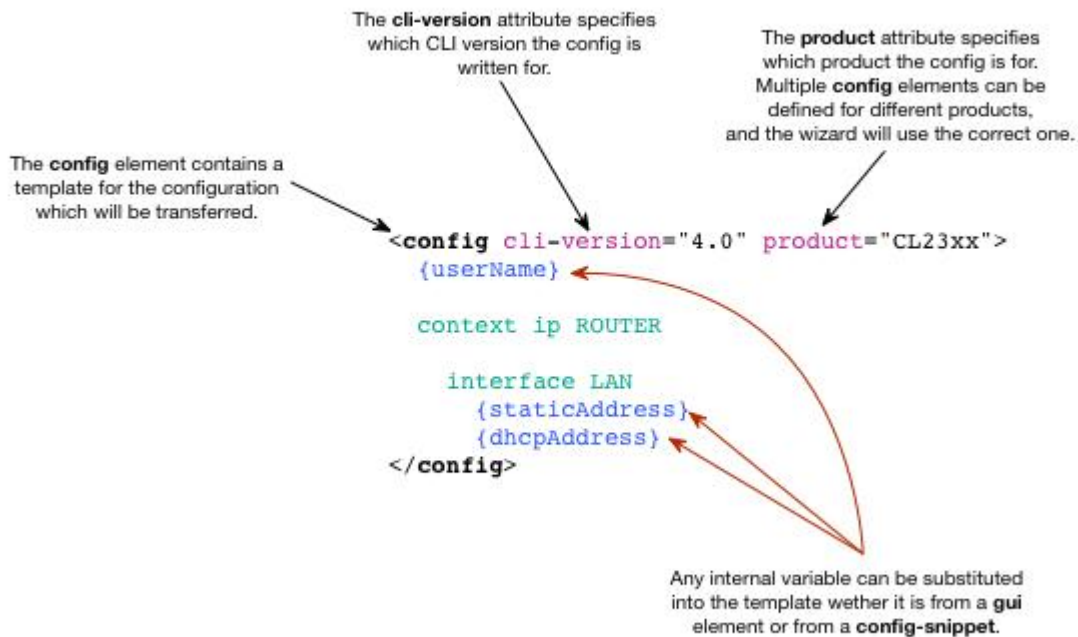 The cli-version attribute specifies
which CLI version the config is
written for.
The product attribute specifies
which product the config is for.
Multiple config elements can be
defined for different products,
and the wizard will use the correct one.
The config element contains a
template for the configuration
which will be transferred.
<config cli-version="4.0" product="CL23xx">
{userName}
context ip ROUTER
interface LAN
{staticAddress}
{dhcpAddress}
</config>
Any internal variable can be substituted
into the template wether it is from a gui
element or from a config-snippet.